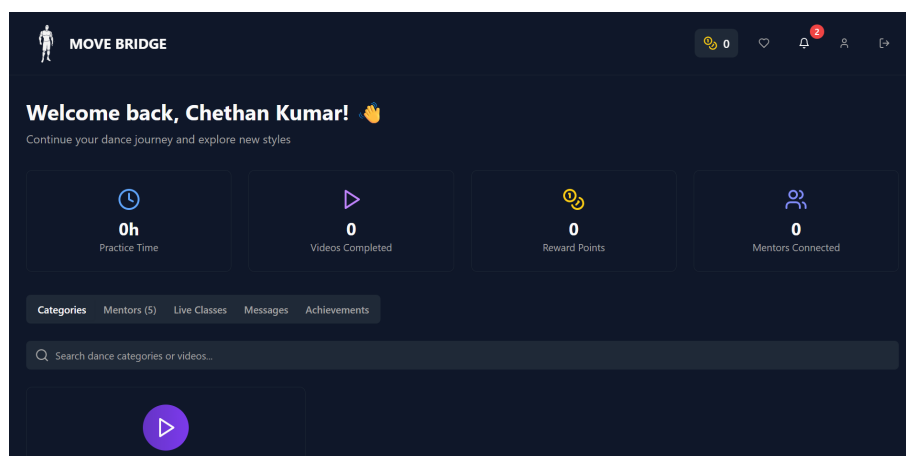 MOVE BRIDGE
0
2
Welcome back, Chethan Kumar! 👋
Continue your dance journey and explore new styles
0h
Practice Time
0
Videos Completed
0
Reward Points
0
Mentors Connected
Categories Mentors (5) Live Classes Messages Achievements
Search dance categories or videos...